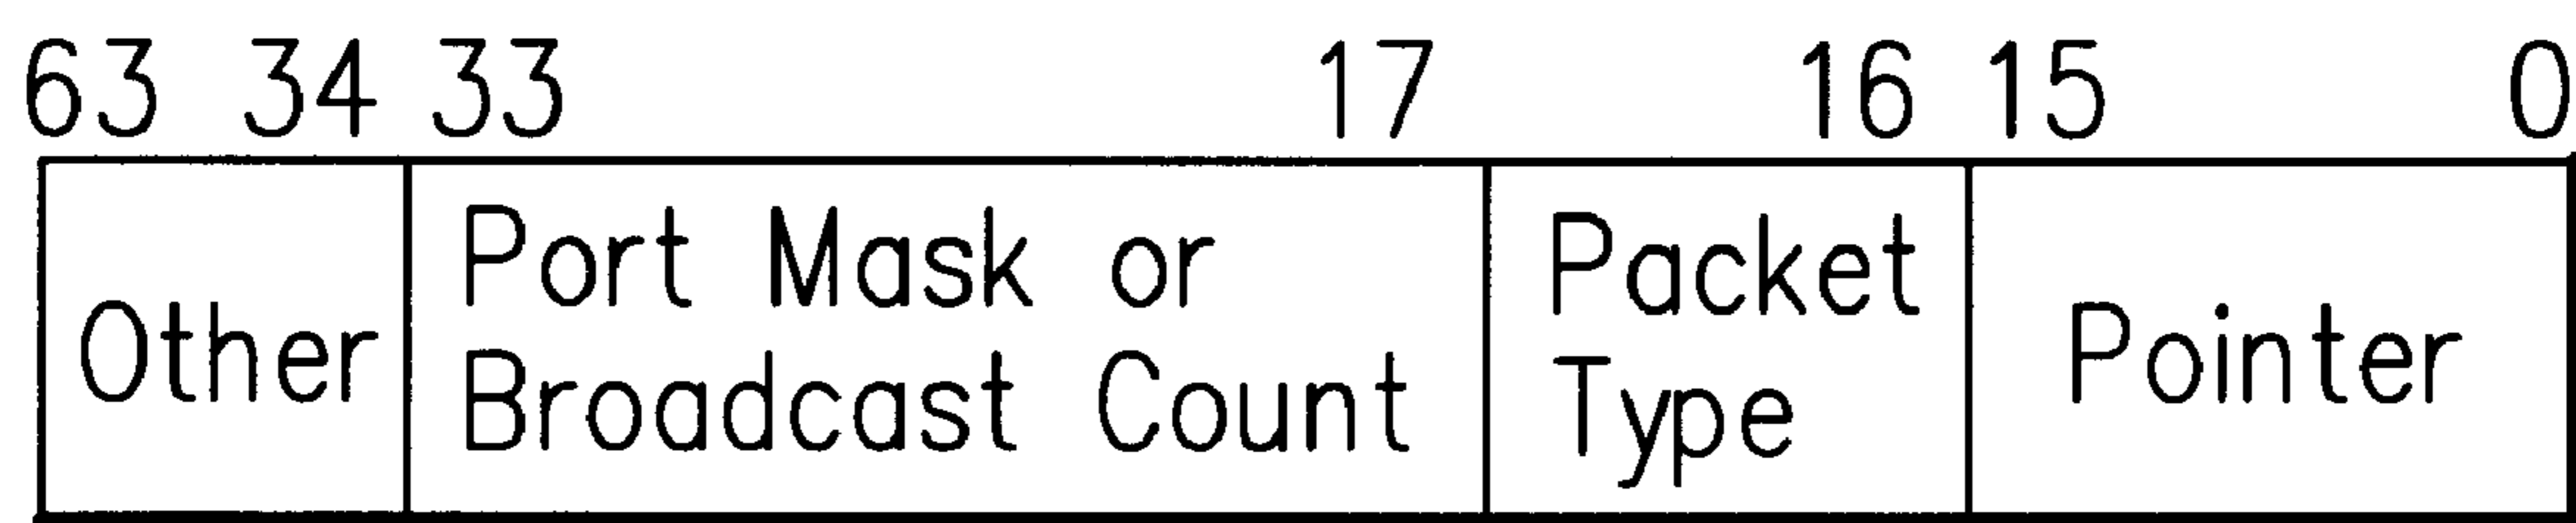 63 34 33 17 16 15 0
Other
Port Mask or
Broadcast Count
Packet
Type
Pointer